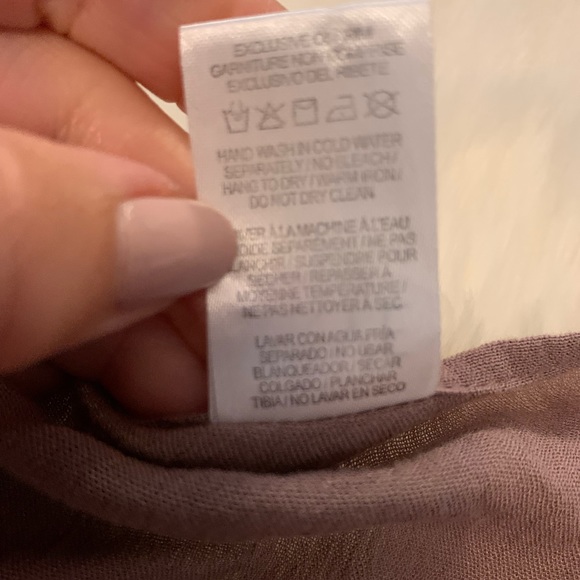 EXCLUSIVE OF
GARNITURE NON COMPRISE
EXCLUSIVO DEL RIBETE
HAND WASH IN COLD WATER
SEPARATELY / NO BLEACH /
HANG TO DRY / WARM IRON /
DO NOT DRY CLEAN
À LA MACHINE À L'EAU
SÉPARÉMENT / NE PAS
/ SUSPENDRE POUR
SÉCHER / REPASSER À
MOYENNE TEMPÉRATURE /
NE PAS NETTOYER À SEC
LAVAR CON AGUA FRÍA
SEPARADO / NO USAR
BLANQUEADOR / SECAR
COLGADO / PLANCHAR
TIBIA / NO LAVAR EN SECO